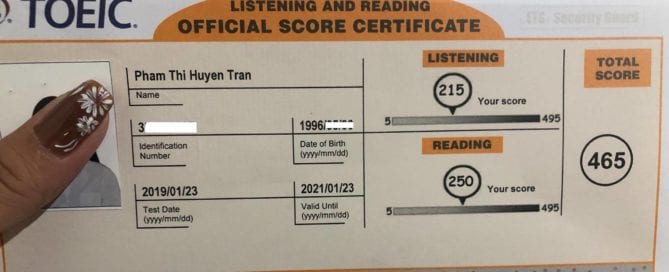 TOEIC.
LISTENING AND READING
OFFICIAL SCORE CERTIFICATE
ETS. Security Guard
Pham Thi Huyen Tran
Name
3
Identification
Number
1996/
Date of Birth
(yyyy/mm/dd)
2019/01/23
Test Date
(yyyy/mm/dd)
2021/01/23
Valid Until
(yyyy/mm/dd)
LISTENING
215
Your score
5 495
READING
250
Your score
5 495
TOTAL
SCORE
465